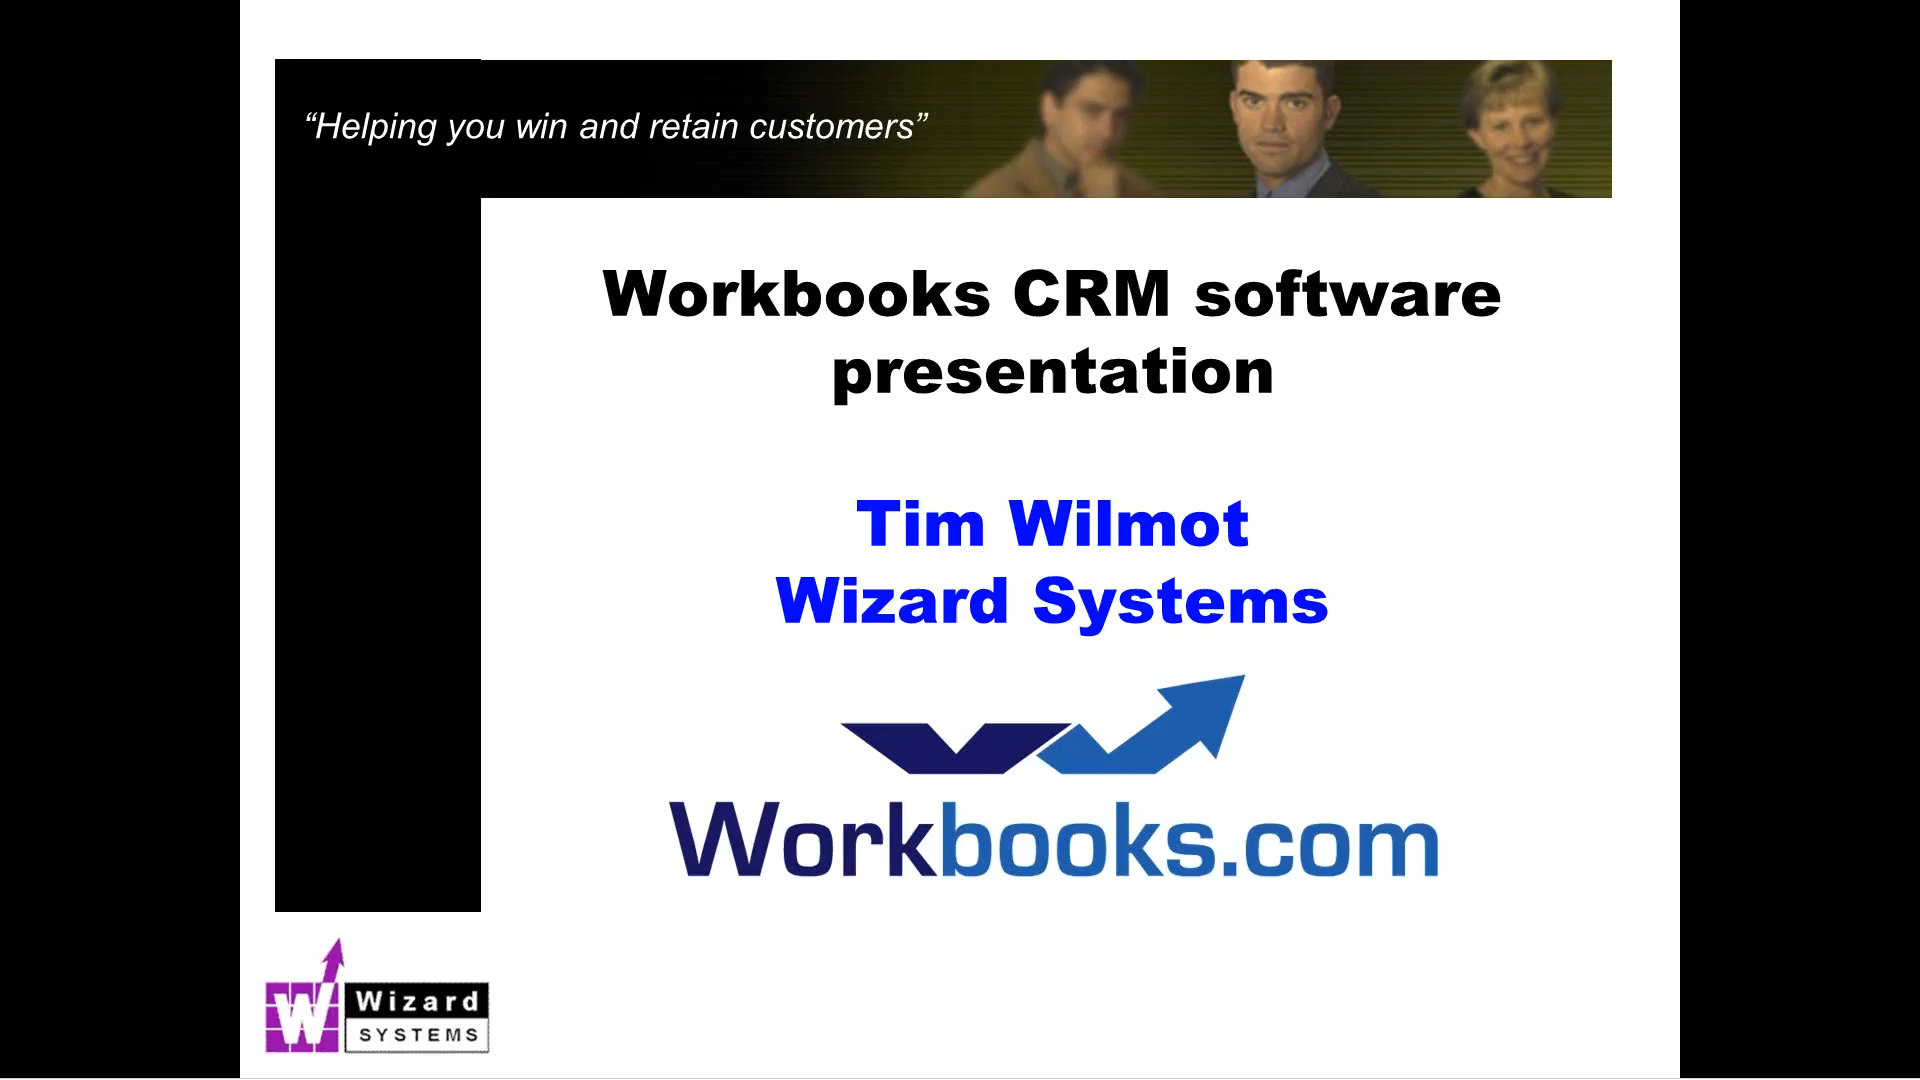 “Helping you win and retain customers”
Workbooks CRM software
presentation
Tim Wilmot
Wizard Systems
Workbooks.com
W
Wizard
SYSTEMS